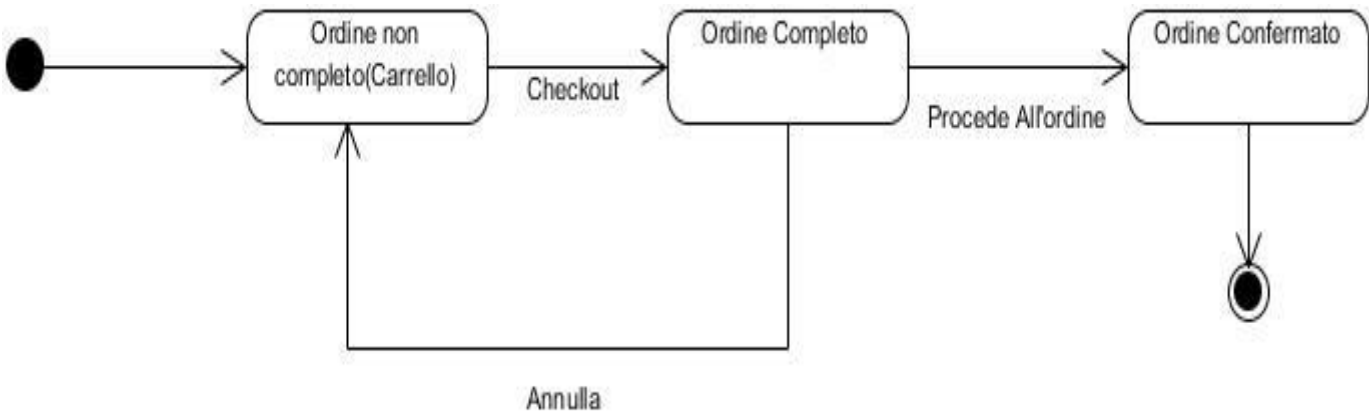 Ordine non
completo(Carrello)
Checkout
Ordine Completo
Procede All'ordine
Ordine Confermato
Annulla